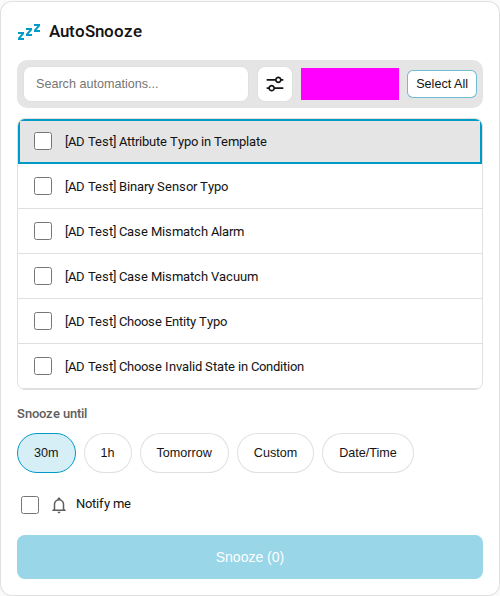 AutoSnooze
Search automations...
Select All
[AD Test] Attribute Typo in Template
[AD Test] Binary Sensor Typo
[AD Test] Case Mismatch Alarm
[AD Test] Case Mismatch Vacuum
[AD Test] Choose Entity Typo
[AD Test] Choose Invalid State in Condition
Snooze until
30m 1h Tomorrow Custom Date/Time
Notify me
Snooze (0)